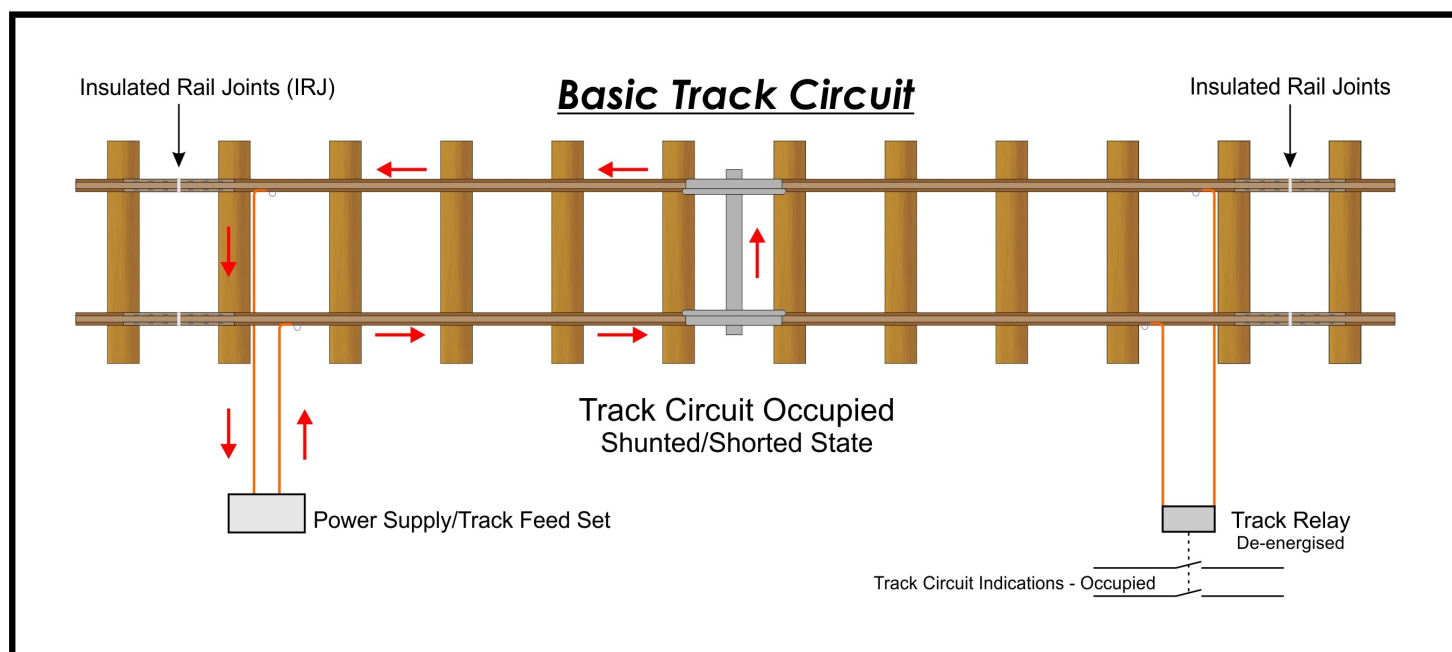 Basic Track Circuit
Insulated Rail Joints (IRJ)
Insulated Rail Joints
Track Circuit Occupied
Shunted/Shorted State
Power Supply/Track Feed Set
Track Relay
De-energised
Track Circuit Indications - Occupied